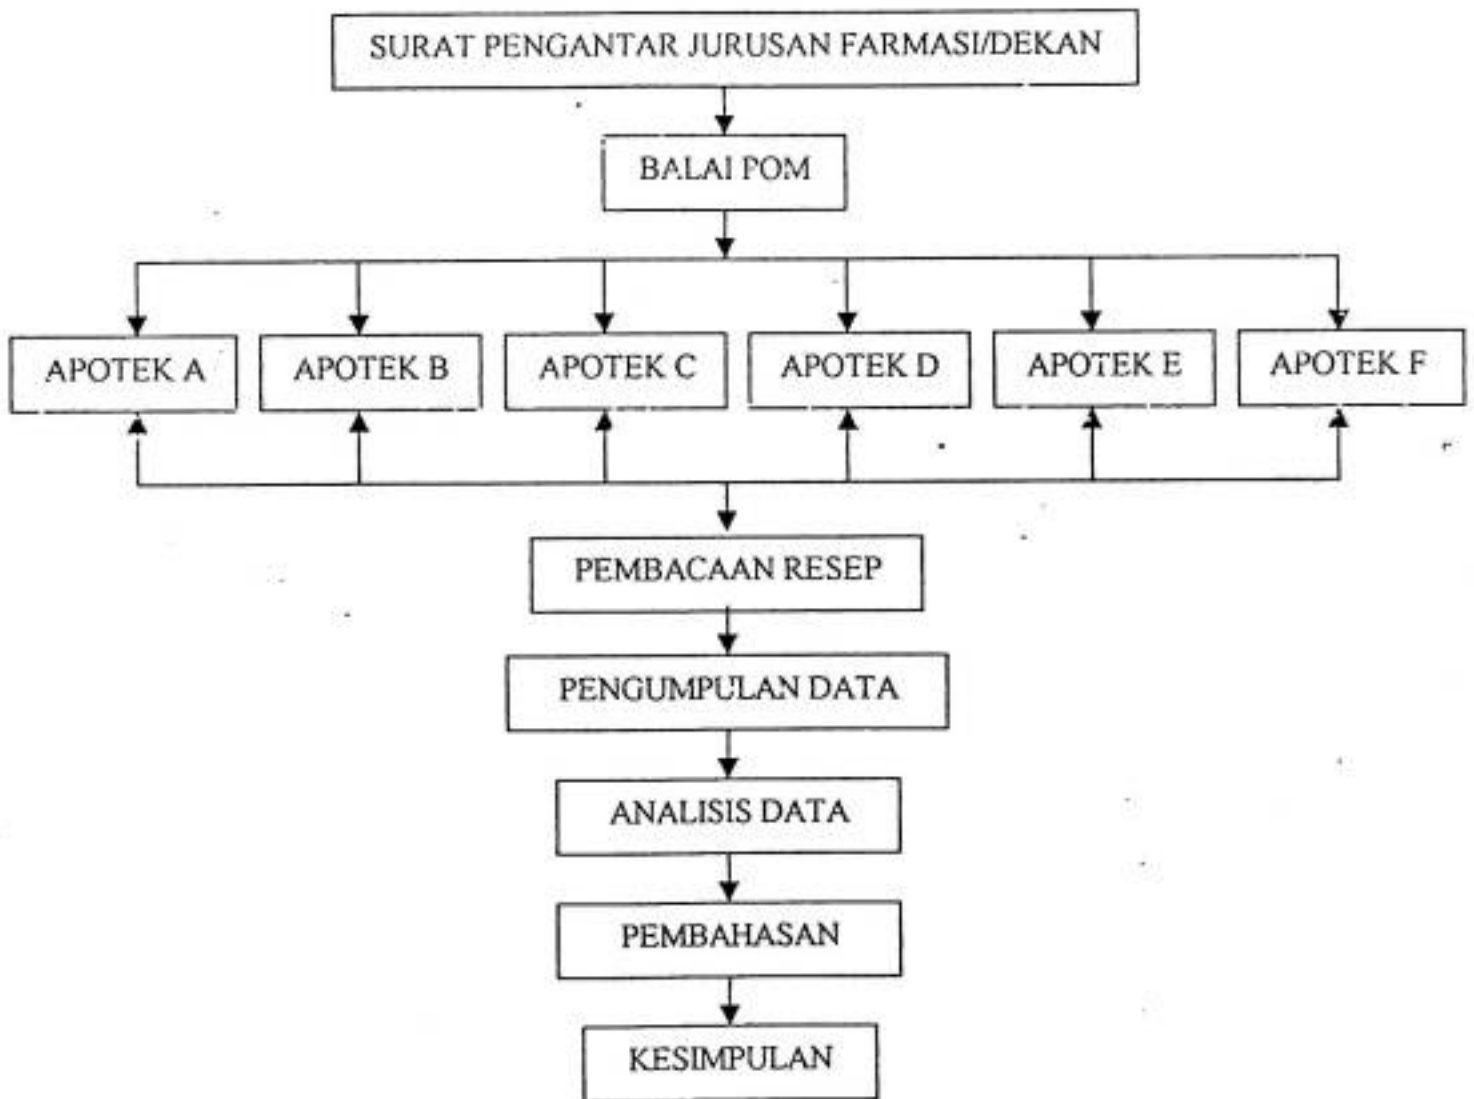 SURAT PENGANTAR JURUSAN FARMASI/DEKAN
BALAI POM
APOTEK A
APOTEK B
APOTEK C
APOTEK D
APOTEK E
APOTEK F
PEMBACAAN RESEP
PENGUMPULAN DATA
ANALISIS DATA
PEMBAHASAN
KESIMPULAN